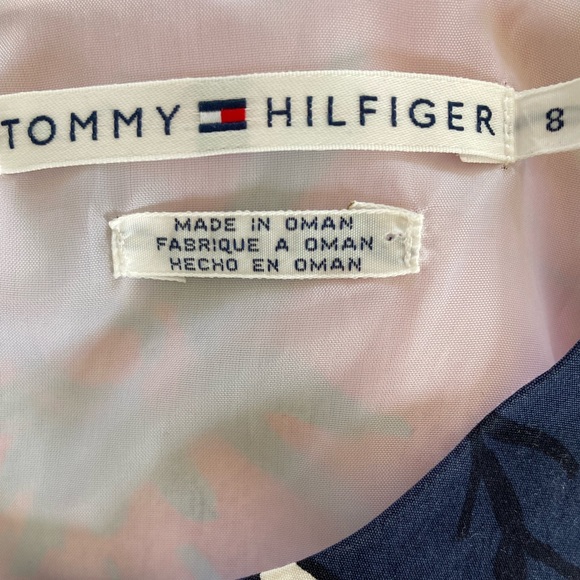 TOMMY HILFIGER 8
MADE IN OMAN
FABRIQUE A OMAN
HECHO EN OMAN